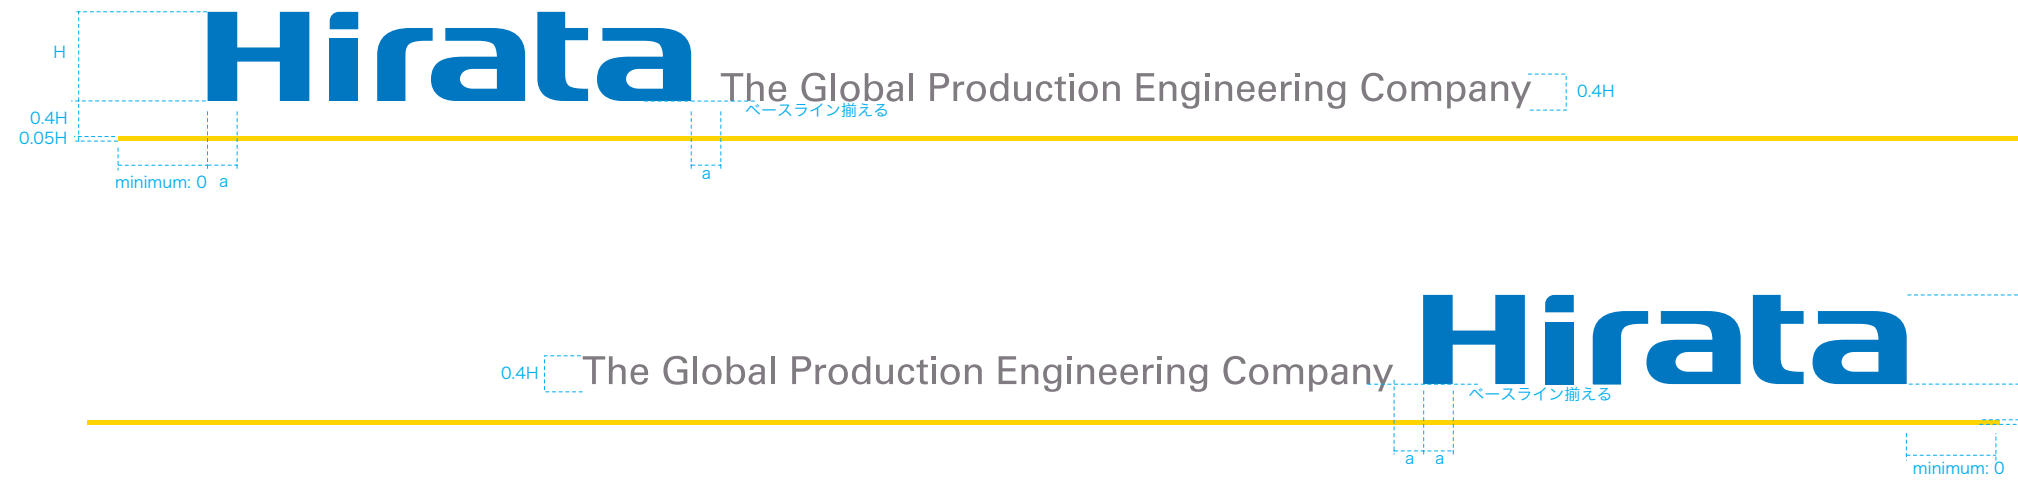 H
Hirata
The Global Production Engineering Company
0.4H
ベースライン揃える
0.4H
0.05H
minimum: 0
a
a
0.4H
The Global Production Engineering Company
Hirata
ベースライン揃える
a
a
minimum: 0